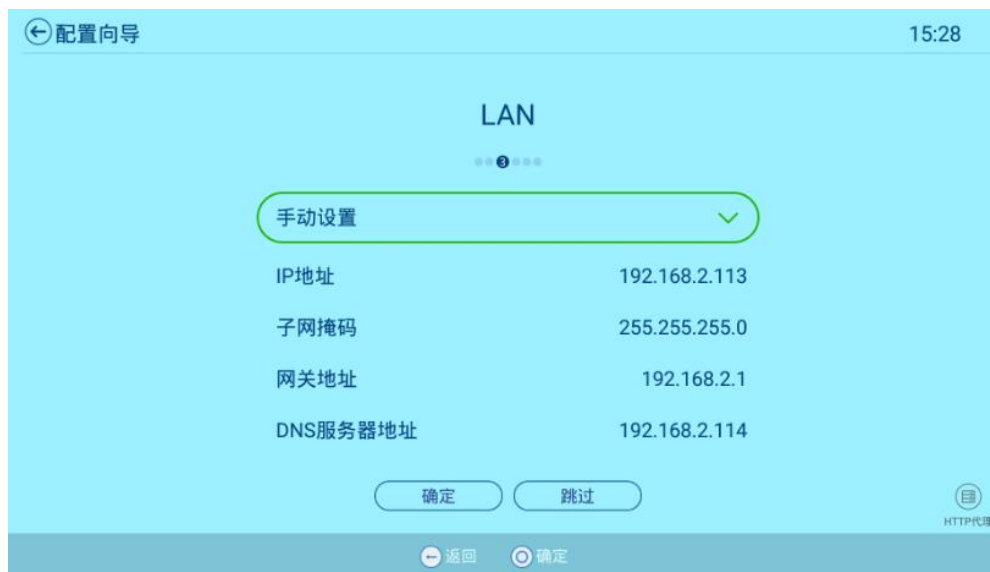 配置向导 15:28
LAN
3
手动设置
IP地址 192.168.2.113
子网掩码 255.255.255.0
网关地址 192.168.2.1
DNS服务器地址 192.168.2.114
确定 跳过
HTTP代理
返回 确定